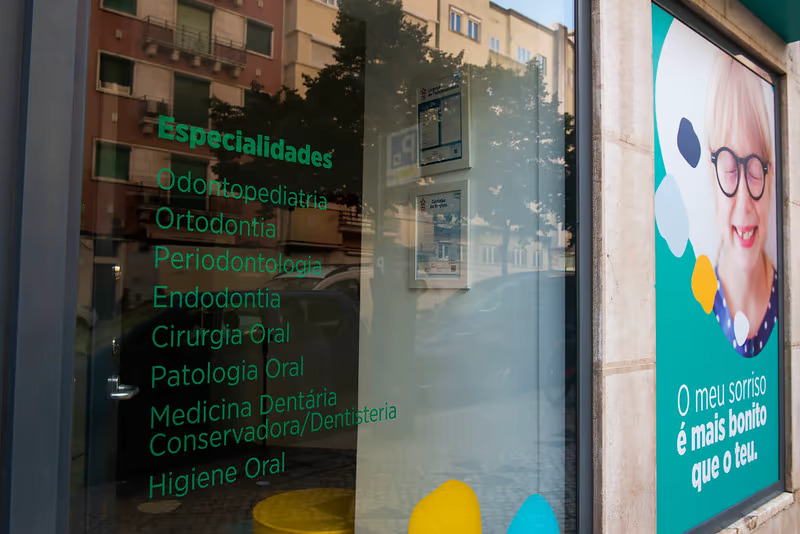 Especialidades
Odontopediatria
Ortodontia
Periodontologia
Endodontia
Cirurgia Oral
Patologia Oral
Medicina Dentária
Conservadora/Dentisteria
Higiene Oral
O meu sorriso
é mais bonito
que o teu.